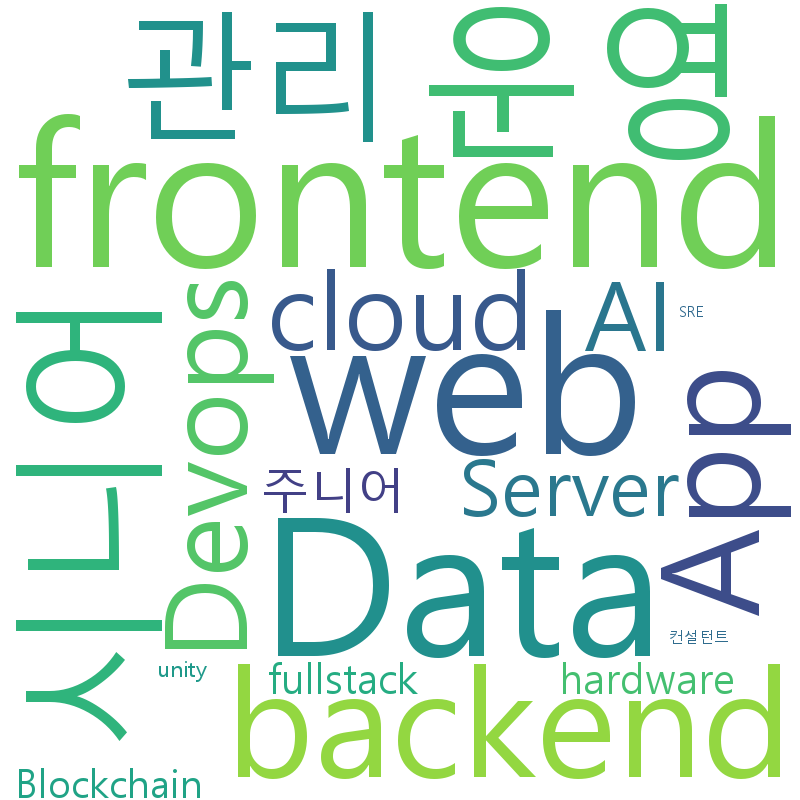 관리
운영
frontend
시니어
Devops
cloud
AI
SRE
web
App
주니어
Server
Data
컨설턴트
unity
fullstack
hardware
backend
Blockchain